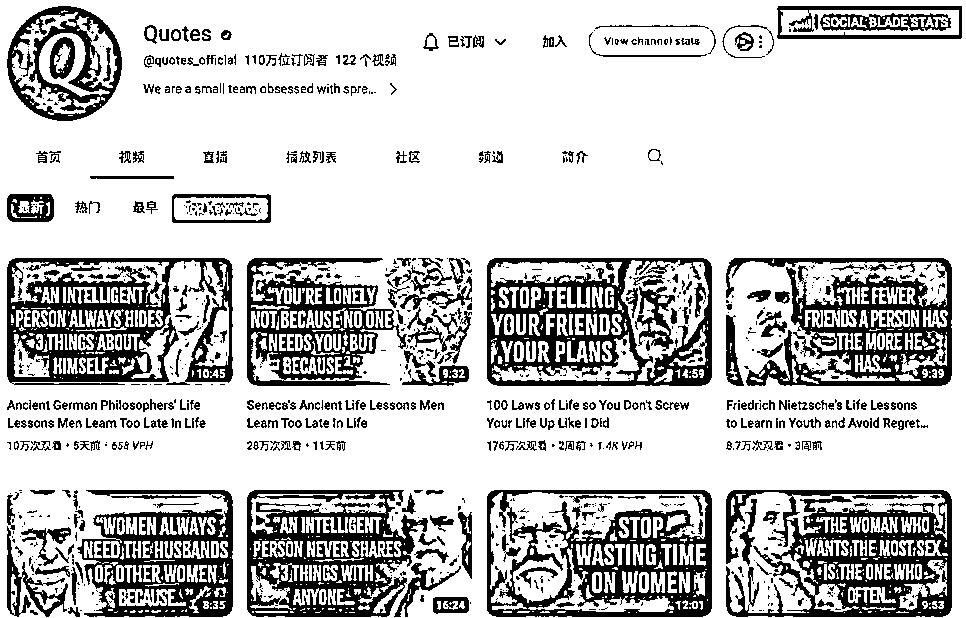 Quotes
@quotes_official 110万位订阅者 122 个视频
We are a small team obsessed with spre...
已订阅
加入
View channel stats
SOCIAL BLADE STATS
首页 视频 直播 播放列表 社区 频道 简介
最新 热门 最早 Top Keywords
"AN INTELLIGENT
PERSON ALWAYS HIDES
3 THINGS ABOUT
HIMSELF..."
10:45
"YOU'RE LONELY
NOT BECAUSE NO ONE
NEEDS YOU, BUT
BECAUSE..."
9:32
STOP TELLING
YOUR FRIENDS
YOUR PLANS
14:59
"THE FEWER
FRIENDS A PERSON HAS
THE MORE HE
HAS..."
9:39
Ancient German Philosophers' Life
Lessons Men Learn Too Late In Life
10万次观看 • 5天前 • 658 VPH
Seneca's Ancient Life Lessons Men
Learn Too Late In Life
28万次观看 • 11天前
100 Laws of Life so You Don't Screw
Your Life Up Like I Did
176万次观看 • 2周前 • 1.4K VPH
Friedrich Nietzsche's Life Lessons
to Learn in Youth and Avoid Regret...
8.7万次观看 • 3周前
"WOMEN ALWAYS
NEED THE HUSBANDS
OF OTHER WOMEN
BECAUSE..."
8:35
"AN INTELLIGENT
PERSON NEVER SHARES
3 THINGS WITH
ANYONE..."
16:24
STOP
WASTING TIME
ON WOMEN
12:01
"THE WOMAN WHO
WANTS THE MOST SEX
IS THE ONE WHO
OFTEN..."
9:53